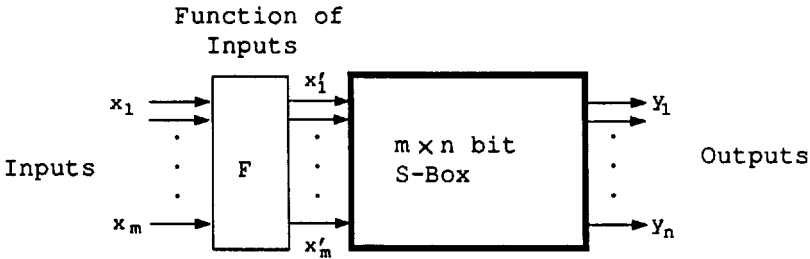 Function of
Inputs
x₁ x′₁ y₁
m × n bit
S-Box
Inputs F Outputs
xₘ x′ₘ yₙ